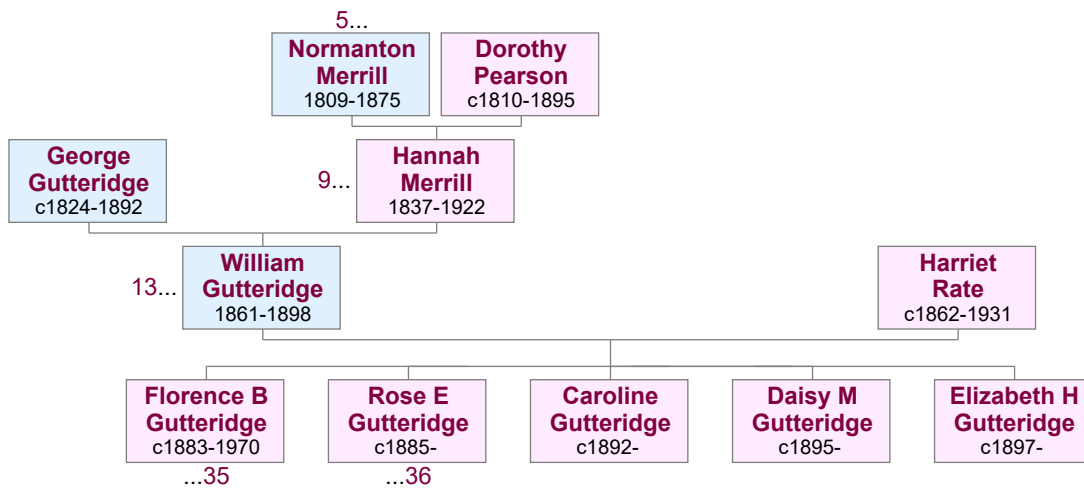 5...
Normanton
Merrill
1809-1875
Dorothy
Pearson
c1810-1895
George
Gutteridge
c1824-1892
9...
Hannah
Merrill
1837-1922
13...
William
Gutteridge
1861-1898
Harriet
Rate
c1862-1931
Florence B
Gutteridge
c1883-1970
Rose E
Gutteridge
c1885-
Caroline
Gutteridge
c1892-
Daisy M
Gutteridge
c1895-
Elizabeth H
Gutteridge
c1897-
...35
...36